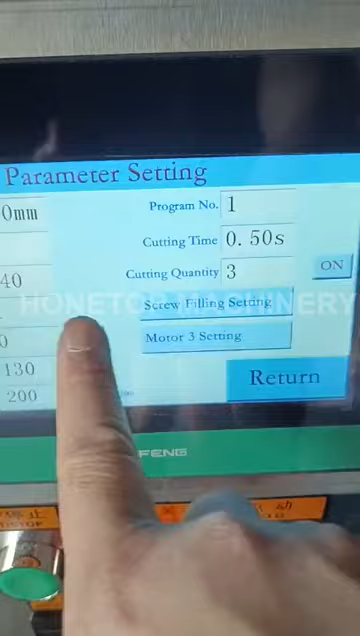 Parameter Setting
0mm
Program No. 1
Cutting Time 0.50s
40
Cutting Quantity 3
ON
HONETOP MACHINERY
Screw Filling Setting
0
Motor 3 Setting
130
Return
200
FENG